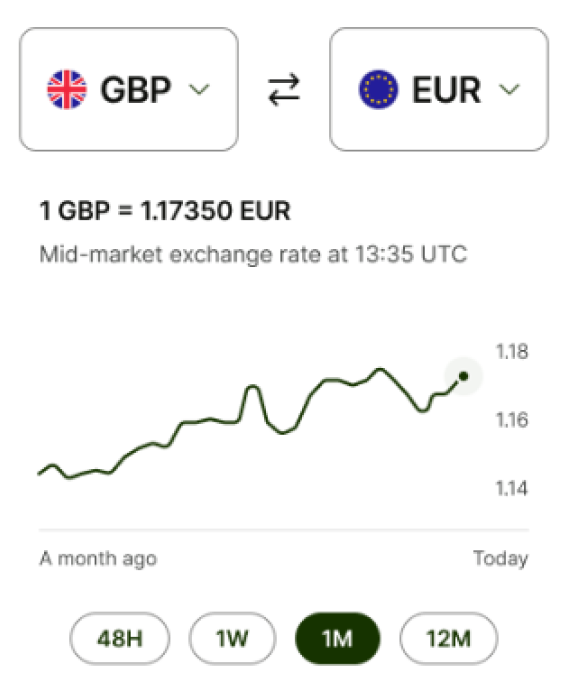 GBP EUR
1 GBP = 1.17350 EUR
Mid-market exchange rate at 13:35 UTC
1.18
1.16
1.14
A month ago Today
48H 1W 1M 12M